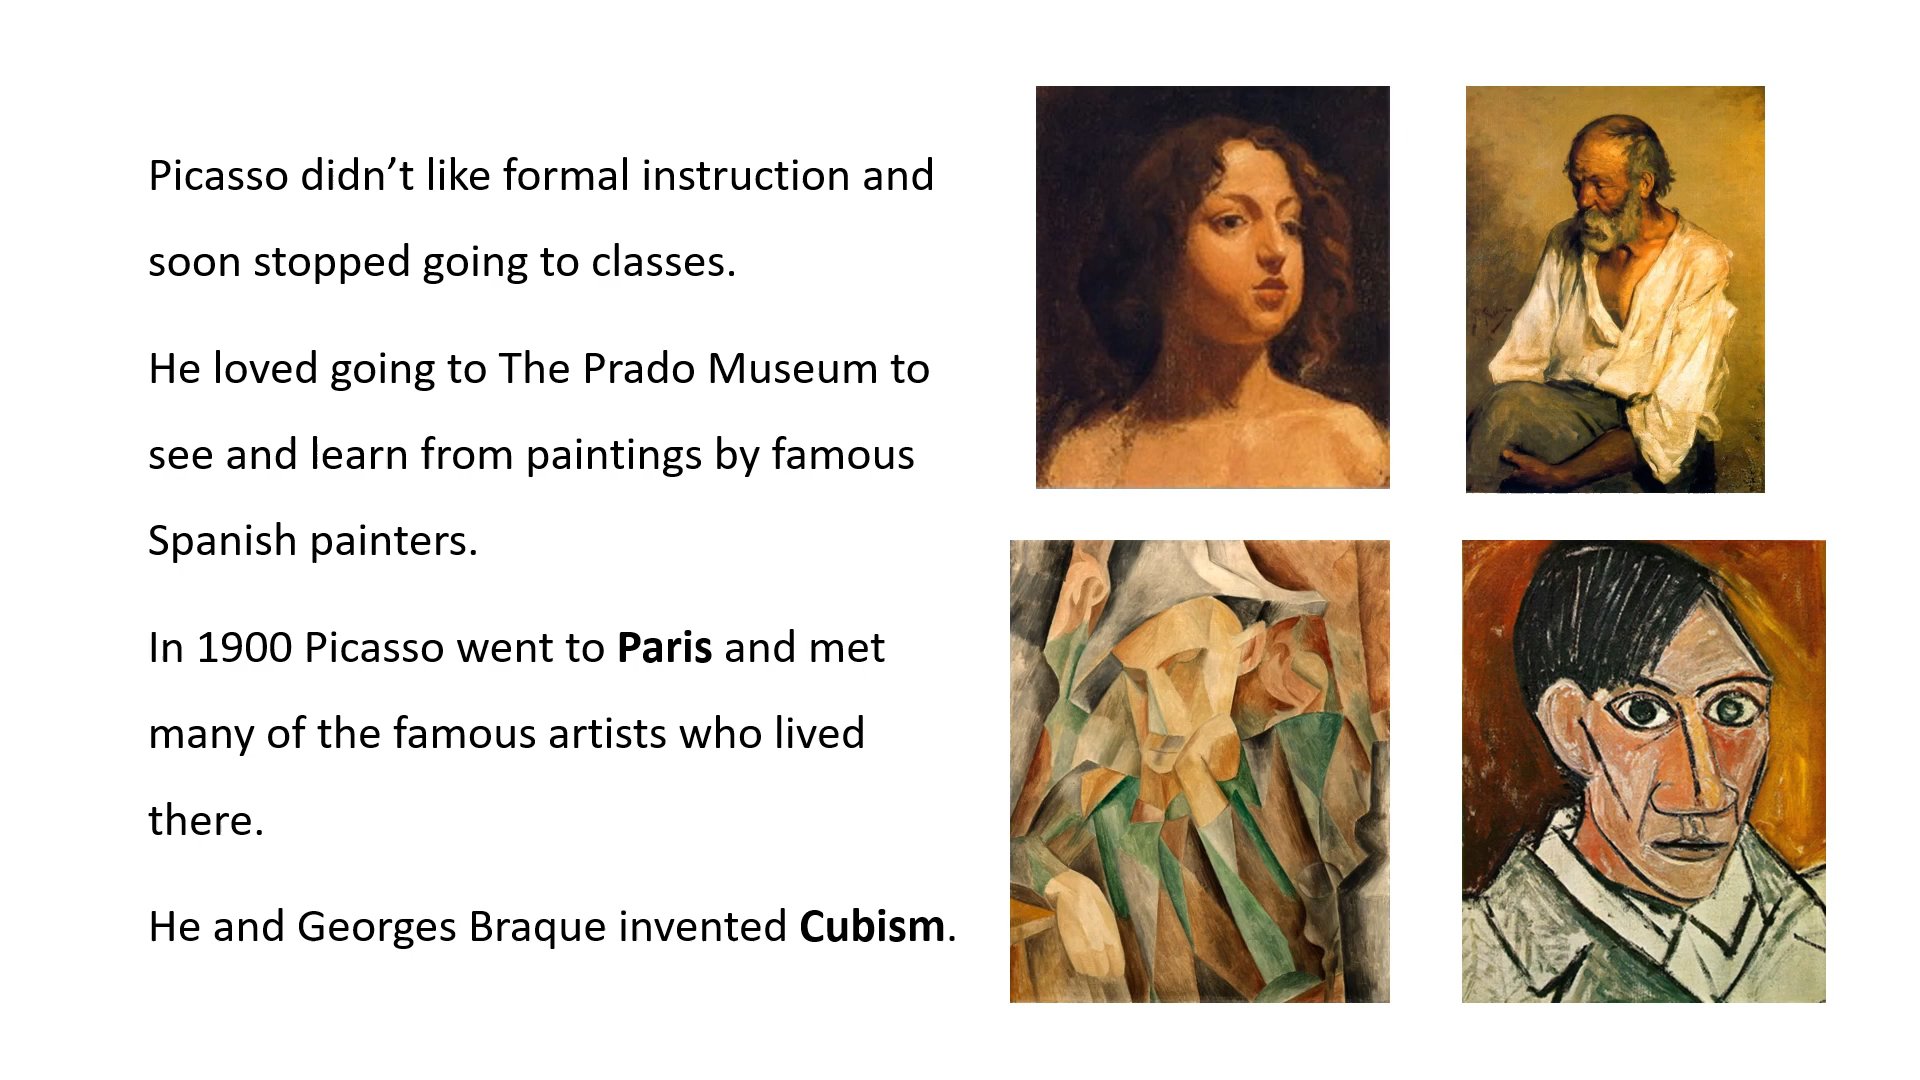 Picasso didn’t like formal instruction and
soon stopped going to classes.
He loved going to The Prado Museum to
see and learn from paintings by famous
Spanish painters.
In 1900 Picasso went to Paris and met
many of the famous artists who lived
there.
He and Georges Braque invented Cubism.